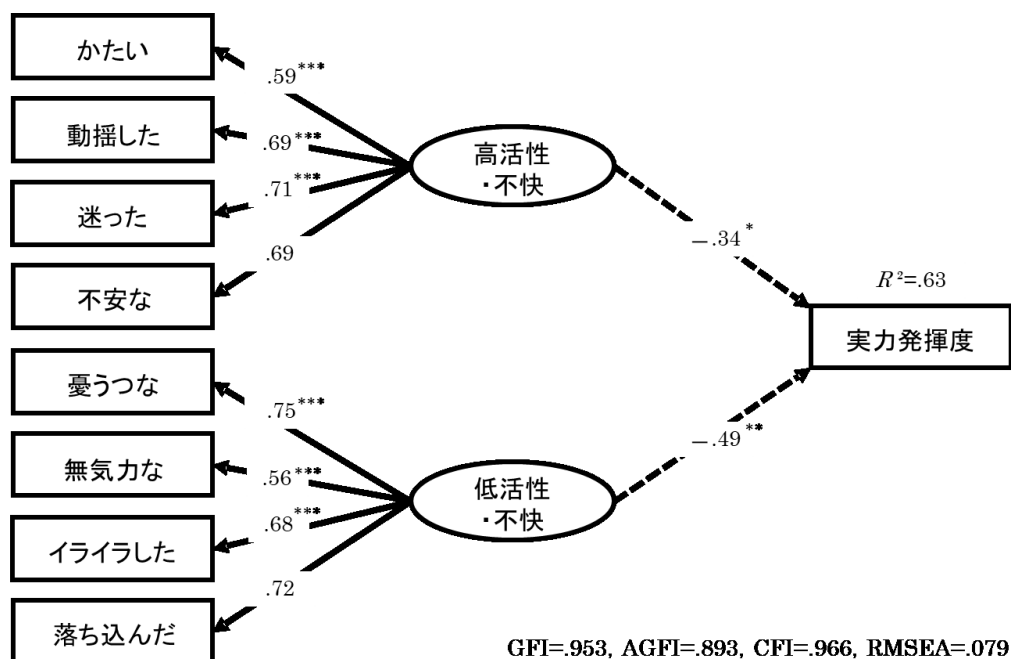 かたい
.59***
動揺した
.69***
迷った
.71***
不安な
.69
高活性
・不快
－.34*
R²=.63
実力発揮度
憂うつな
.75***
無気力な
.56***
イライラした
.68***
落ち込んだ
.72
低活性
・不快
－.49**
GFI=.953, AGFI=.893, CFI=.966, RMSEA=.079